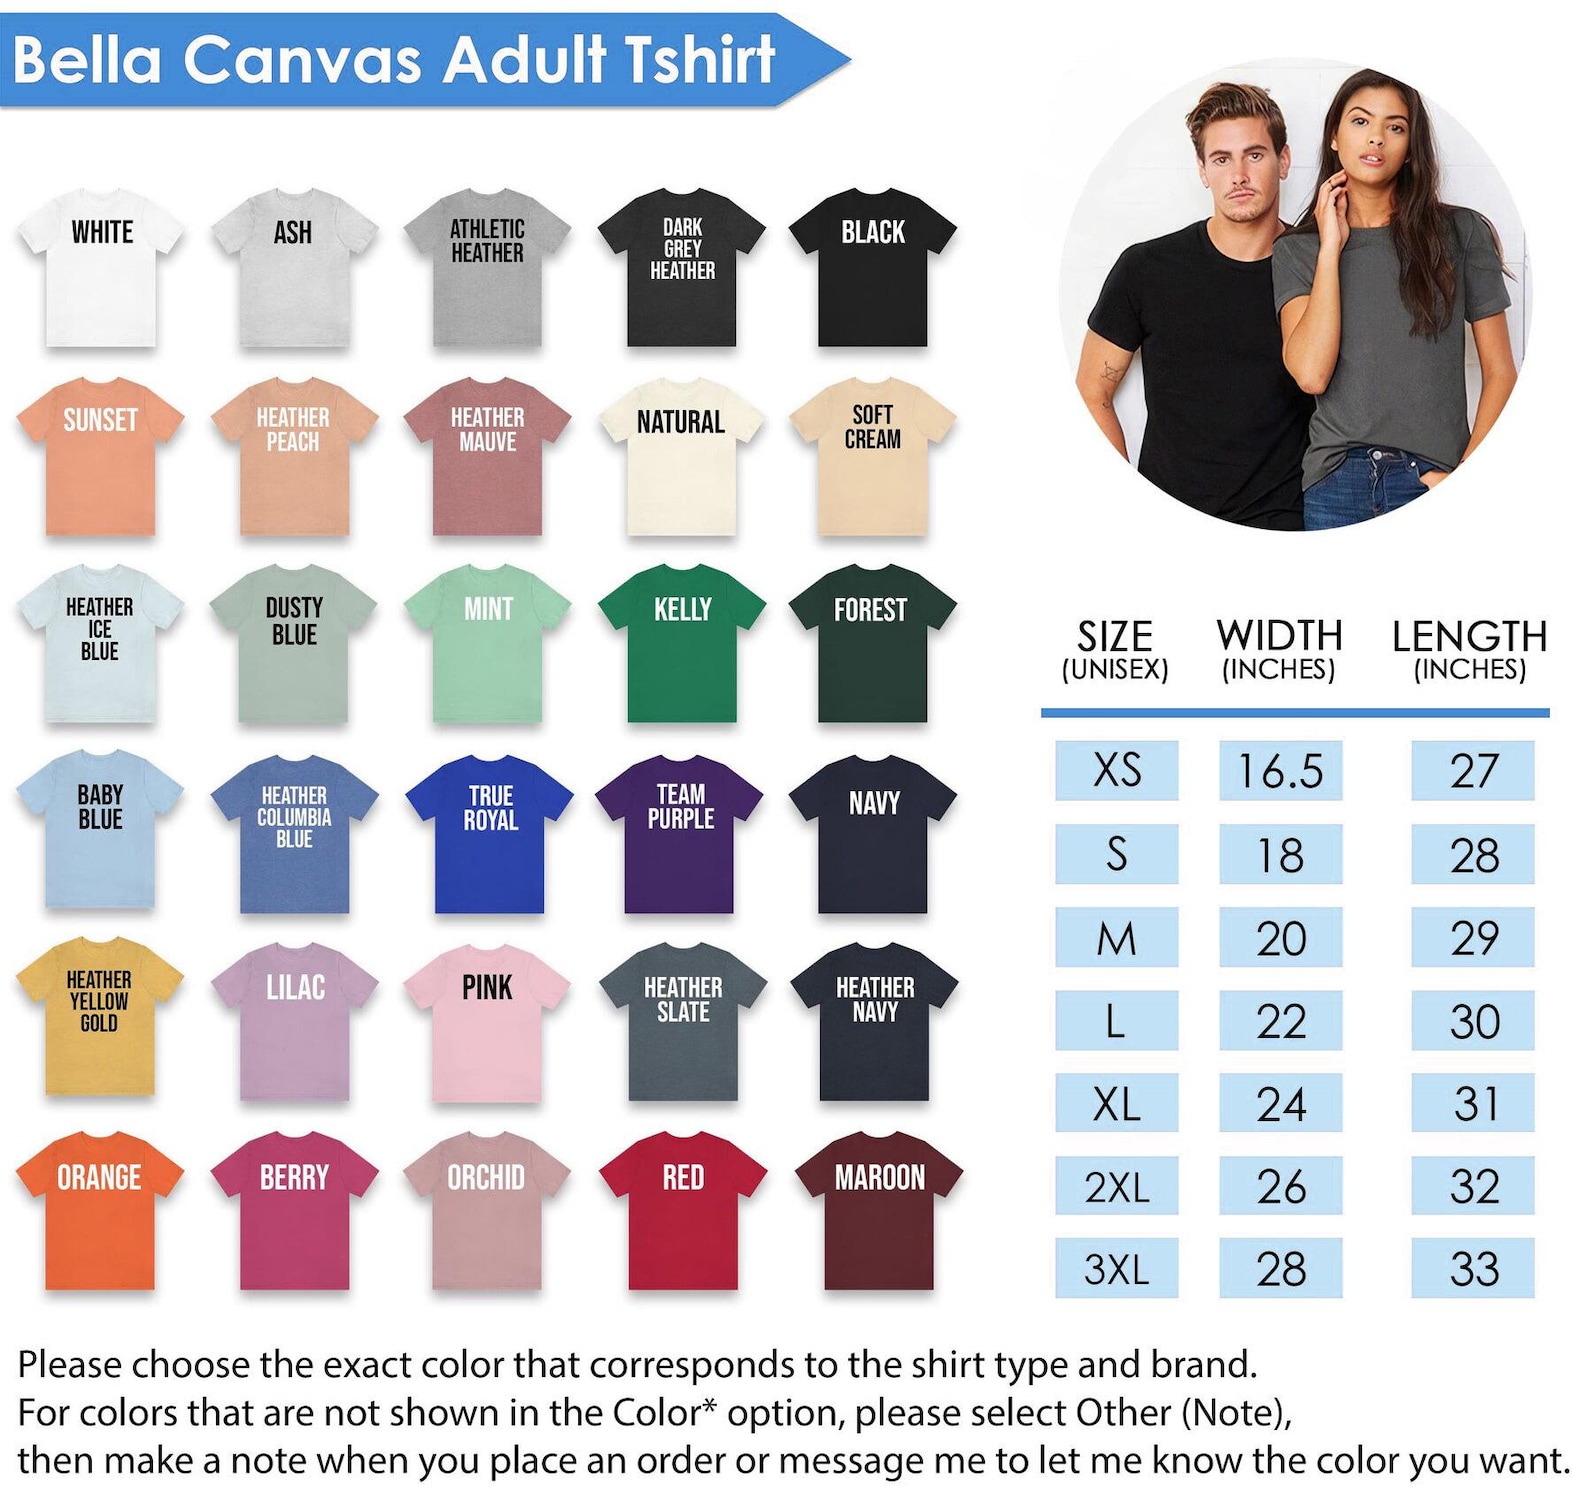 Bella Canvas Adult Tshirt
WHITE
ASH
ATHLETIC
HEATHER
DARK
GREY
HEATHER
BLACK
SUNSET
HEATHER
PEACH
HEATHER
MAUVE
NATURAL
SOFT
CREAM
HEATHER
ICE
BLUE
DUSTY
BLUE
MINT
KELLY
FOREST
BABY
BLUE
HEATHER
COLUMBIA
BLUE
TRUE
ROYAL
TEAM
PURPLE
NAVY
HEATHER
YELLOW
GOLD
LILAC
PINK
HEATHER
SLATE
HEATHER
NAVY
ORANGE
BERRY
ORCHID
RED
MAROON
SIZE WIDTH LENGTH
(UNISEX) (INCHES) (INCHES)
XS 16.5 27
S 18 28
M 20 29
L 22 30
XL 24 31
2XL 26 32
3XL 28 33
Please choose the exact color that corresponds to the shirt type and brand.
For colors that are not shown in the Color* option, please select Other (Note),
then make a note when you place an order or message me to let me know the color you want.